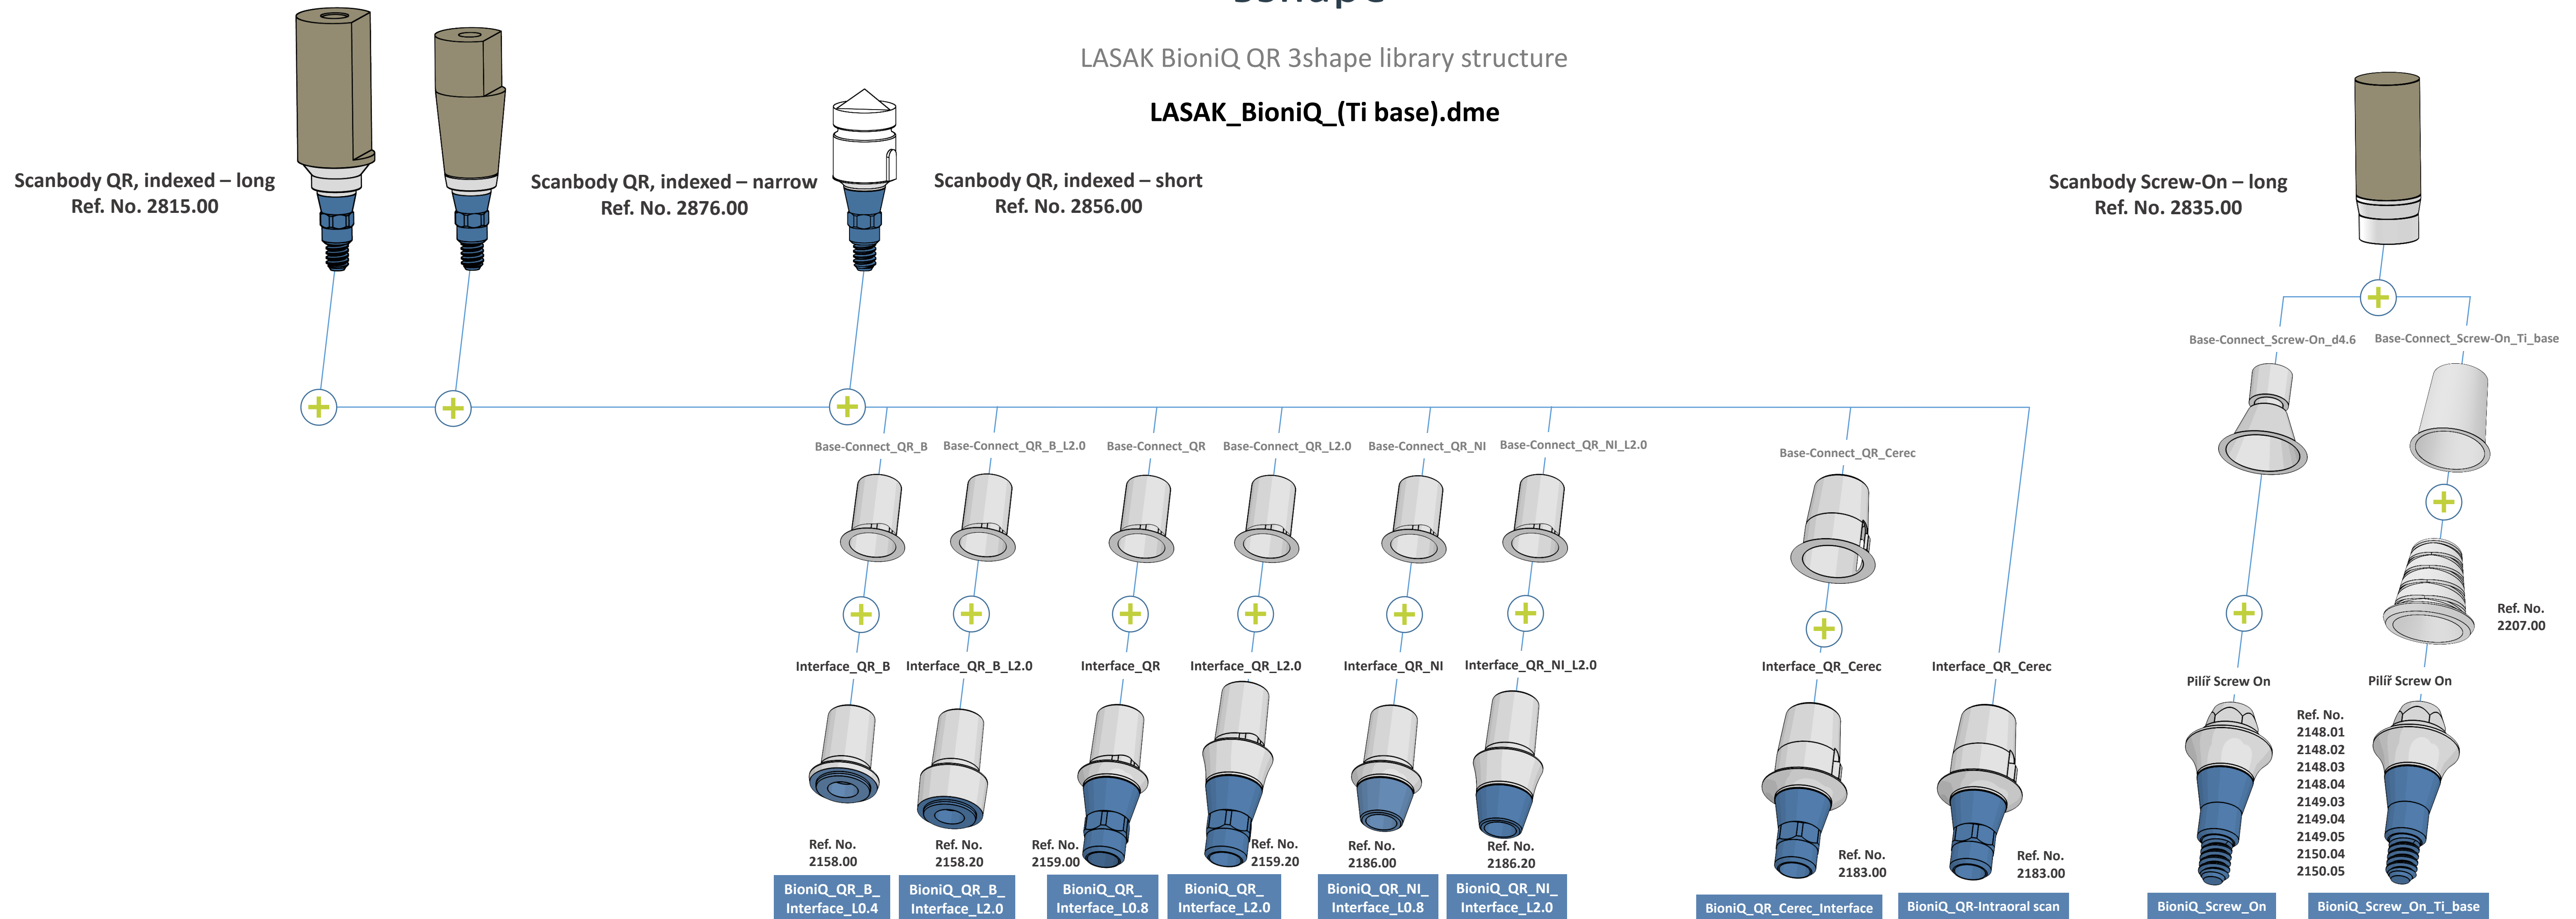 LASAK BioniQ QR 3shape library structure
LASAK_BioniQ_(Ti base).dme
Scanbody QR, indexed – long
Ref. No. 2815.00
Scanbody QR, indexed – narrow
Ref. No. 2876.00
Scanbody QR, indexed – short
Ref. No. 2856.00
Scanbody Screw-On – long
Ref. No. 2835.00
Base-Connect_Screw-On_d4.6
Base-Connect_Screw-On_Ti_base
Base-Connect_QR_B
Base-Connect_QR_B_L2.0
Base-Connect_QR
Base-Connect_QR_L2.0
Base-Connect_QR_NI
Base-Connect_QR_NI_L2.0
Base-Connect_QR_Cerec
Ref. No.
2207.00
Interface_QR_B
Interface_QR_B_L2.0
Interface_QR
Interface_QR_L2.0
Interface_QR_NI
Interface_QR_NI_L2.0
Interface_QR_Cerec
Interface_QR_Cerec
Pilíř Screw On
Pilíř Screw On
Ref. No.
2148.01
2148.02
2148.03
2148.04
2149.03
2149.04
2149.05
2150.04
2150.05
Ref. No.
2158.00
Ref. No.
2158.20
Ref. No.
2159.00
Ref. No.
2159.20
Ref. No.
2186.00
Ref. No.
2186.20
Ref. No.
2183.00
Ref. No.
2183.00
BioniQ_QR_B_
Interface_L0.4
BioniQ_QR_B_
Interface_L2.0
BioniQ_QR_
Interface_L0.8
BioniQ_QR_
Interface_L2.0
BioniQ_QR_NI_
Interface_L0.8
BioniQ_QR_NI_
Interface_L2.0
BioniQ_QR_Cerec_Interface
BioniQ_QR-Intraoral scan
BioniQ_Screw_On
BioniQ_Screw_On_Ti_base